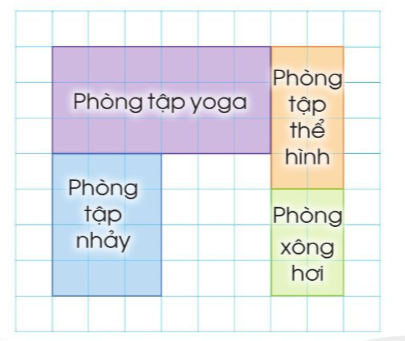 Phòng tập yoga
Phòng
tập
thể
hình
Phòng
tập
nhảy
Phòng
xông
hơi